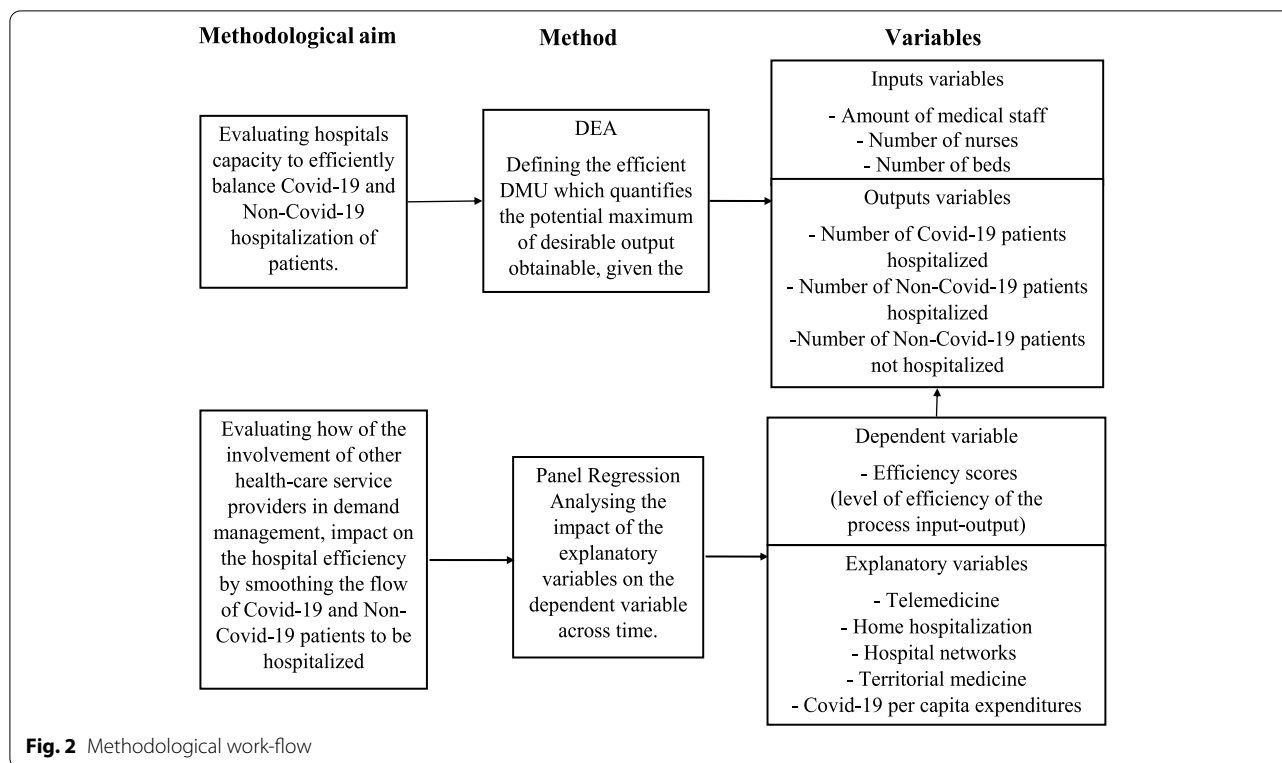 Methodological aim
Method
Variables
Evaluating hospitals
capacity to efficiently
balance Covid-19 and
Non-Covid-19
hospitalization of
patients.
DEA
Defining the efficient
DMU which quantifies
the potential maximum
of desirable output
obtainable, given the
Inputs variables
- Amount of medical staff
- Number of nurses
- Number of beds
Outputs variables
- Number of Covid-19 patients
hospitalized
- Number of Non-Covid-19 patients
hospitalized
-Number of Non-Covid-19 patients
not hospitalized
Evaluating how of the
involvement of other
health-care service
providers in demand
management, impact on
the hospital efficiency
by smoothing the flow
of Covid-19 and Non-
Covid-19 patients to be
hospitalized
Panel Regression
Analysing the
impact of the
explanatory
variables on the
dependent variable
across time.
Dependent variable
- Efficiency scores
(level of efficiency of the
process input-output)
Explanatory variables
- Telemedicine
- Home hospitalization
- Hospital networks
- Territorial medicine
- Covid-19 per capita expenditures
Fig. 2 Methodological work-flow